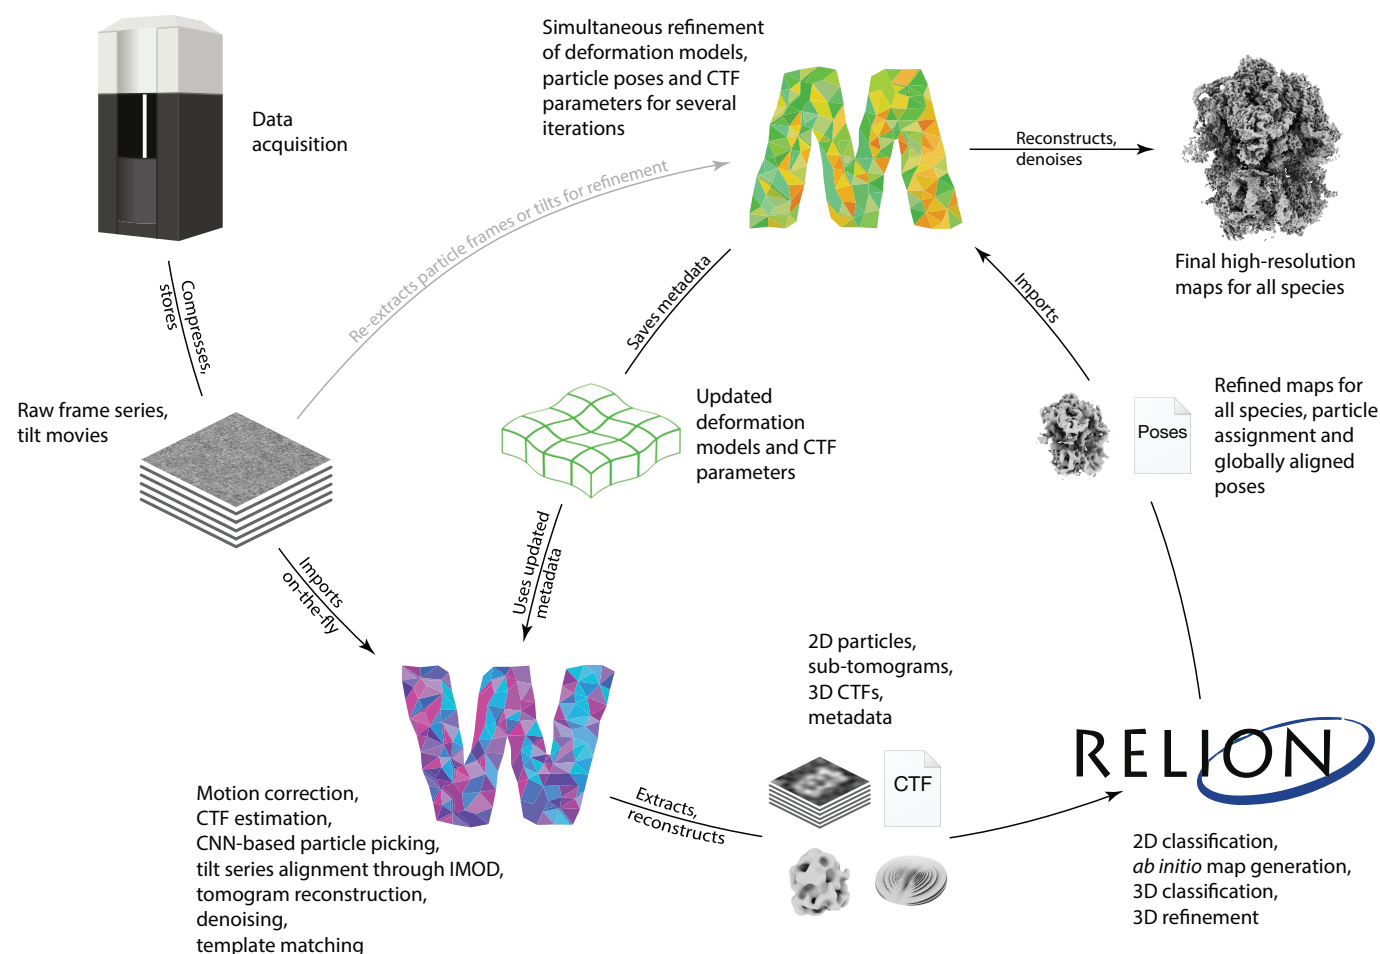 Data
acquisition
Simultaneous refinement
of deformation models,
particle poses and CTF
parameters for several
iterations
Reconstructs,
denoises
Final high-resolution
maps for all species
Compresses,
stores
Re-extracts particle frames or tilts for refinement
Saves metadata
Imports
Raw frame series,
tilt movies
Updated
deformation
models and CTF
parameters
Poses
Refined maps for
all species, particle
assignment and
globally aligned
poses
Imports
on-the-fly
Uses updated
metadata
2D particles,
sub-tomograms,
3D CTFs,
metadata
CTF
RELION
Extracts,
reconstructs
Motion correction,
CTF estimation,
CNN-based particle picking,
tilt series alignment through IMOD,
tomogram reconstruction,
denoising,
template matching
2D classification,
ab initio map generation,
3D classification,
3D refinement
M
W